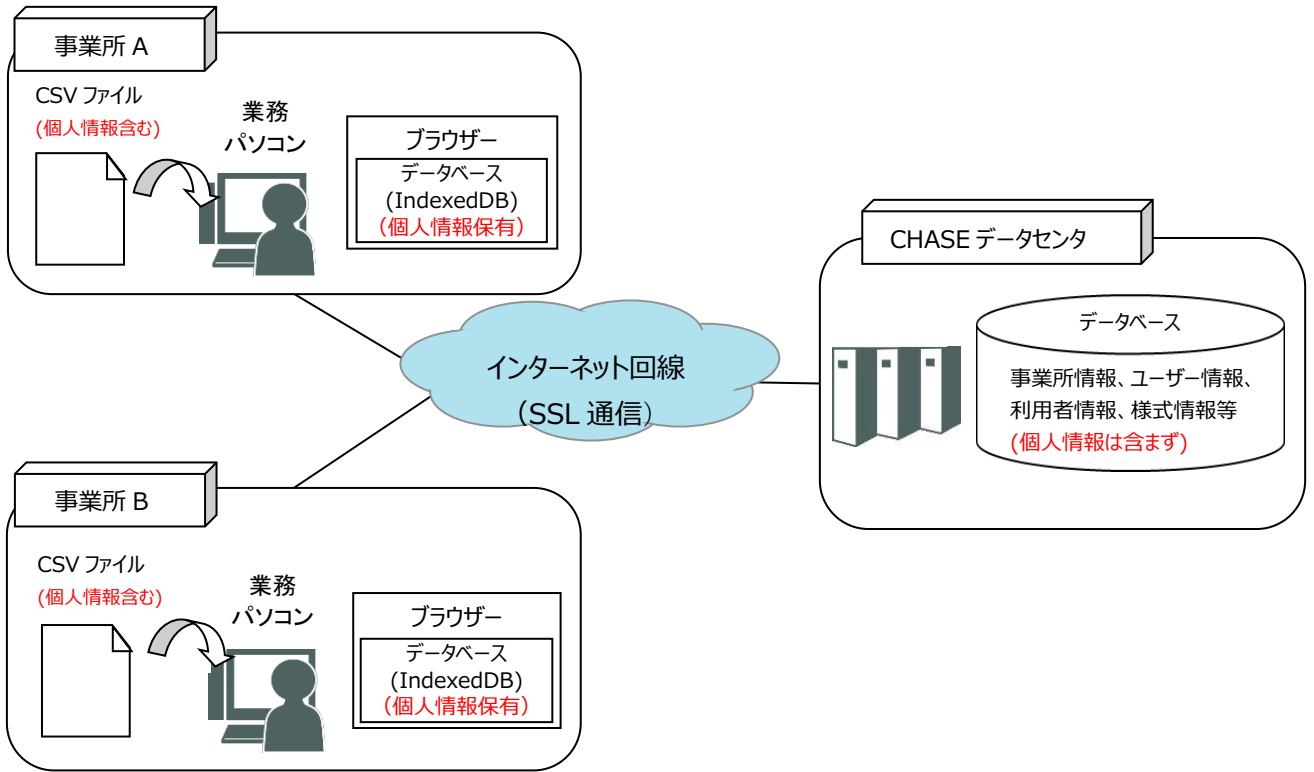 事業所 A
CSV ファイル
(個人情報含む)
業務
パソコン
ブラウザー
データベース
(IndexedDB)
（個人情報保有）
CHASE データセンタ
データベース
事業所情報、ユーザー情報、
利用者情報、様式情報等
(個人情報は含まず)
インターネット回線
（SSL 通信）
事業所 B
CSV ファイル
(個人情報含む)
業務
パソコン
ブラウザー
データベース
(IndexedDB)
（個人情報保有）